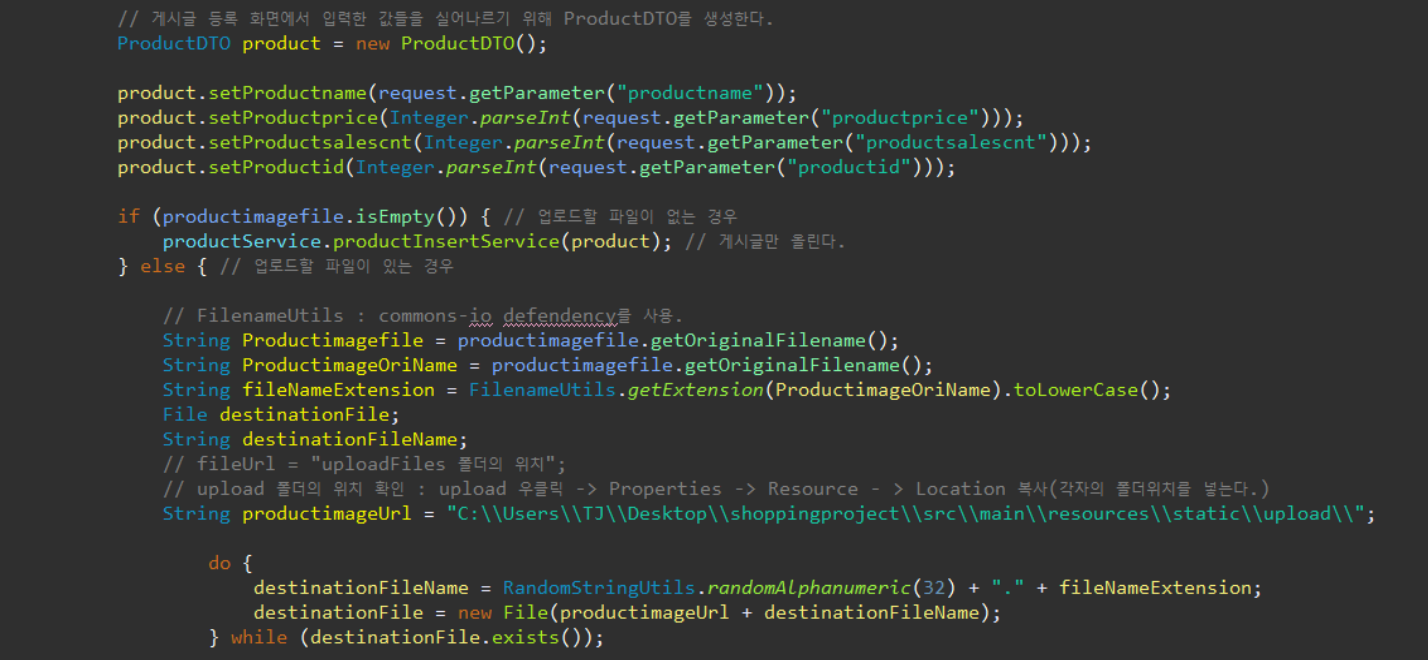 // 게시글 등록 화면에서 입력한 값들을 실어나르기 위해 ProductDTO를 생성한다.
ProductDTO product = new ProductDTO();
product.setProductname(request.getParameter("productname"));
product.setProductprice(Integer.parseInt(request.getParameter("productprice")));
product.setProductsalescnt(Integer.parseInt(request.getParameter("productsalescnt")));
product.setProductid(Integer.parseInt(request.getParameter("productid")));
if (productimagefile.isEmpty()) { // 업로드할 파일이 없는 경우
productService.productInsertService(product); // 게시글만 올린다.
} else { // 업로드할 파일이 있는 경우
// FilenameUtils : commons-io defendency를 사용.
String Productimagefile = productimagefile.getOriginalFilename();
String ProductimageOriName = productimagefile.getOriginalFilename();
String fileNameExtension = FilenameUtils.getExtension(ProductimageOriName).toLowerCase();
File destinationFile;
String destinationFileName;
// fileUrl = "uploadFiles 폴더의 위치";
// upload 폴더의 위치 확인 : upload 우클릭 -> Properties -> Resource - > Location 복사(각자의 폴더위치를 넣는다.)
String productimageUrl = "C:\\Users\\TJ\\Desktop\\shoppingproject\\src\\main\\resources\\static\\upload\\";
do {
destinationFileName = RandomStringUtils.randomAlphanumeric(32) + "." + fileNameExtension;
destinationFile = new File(productimageUrl + destinationFileName);
} while (destinationFile.exists());